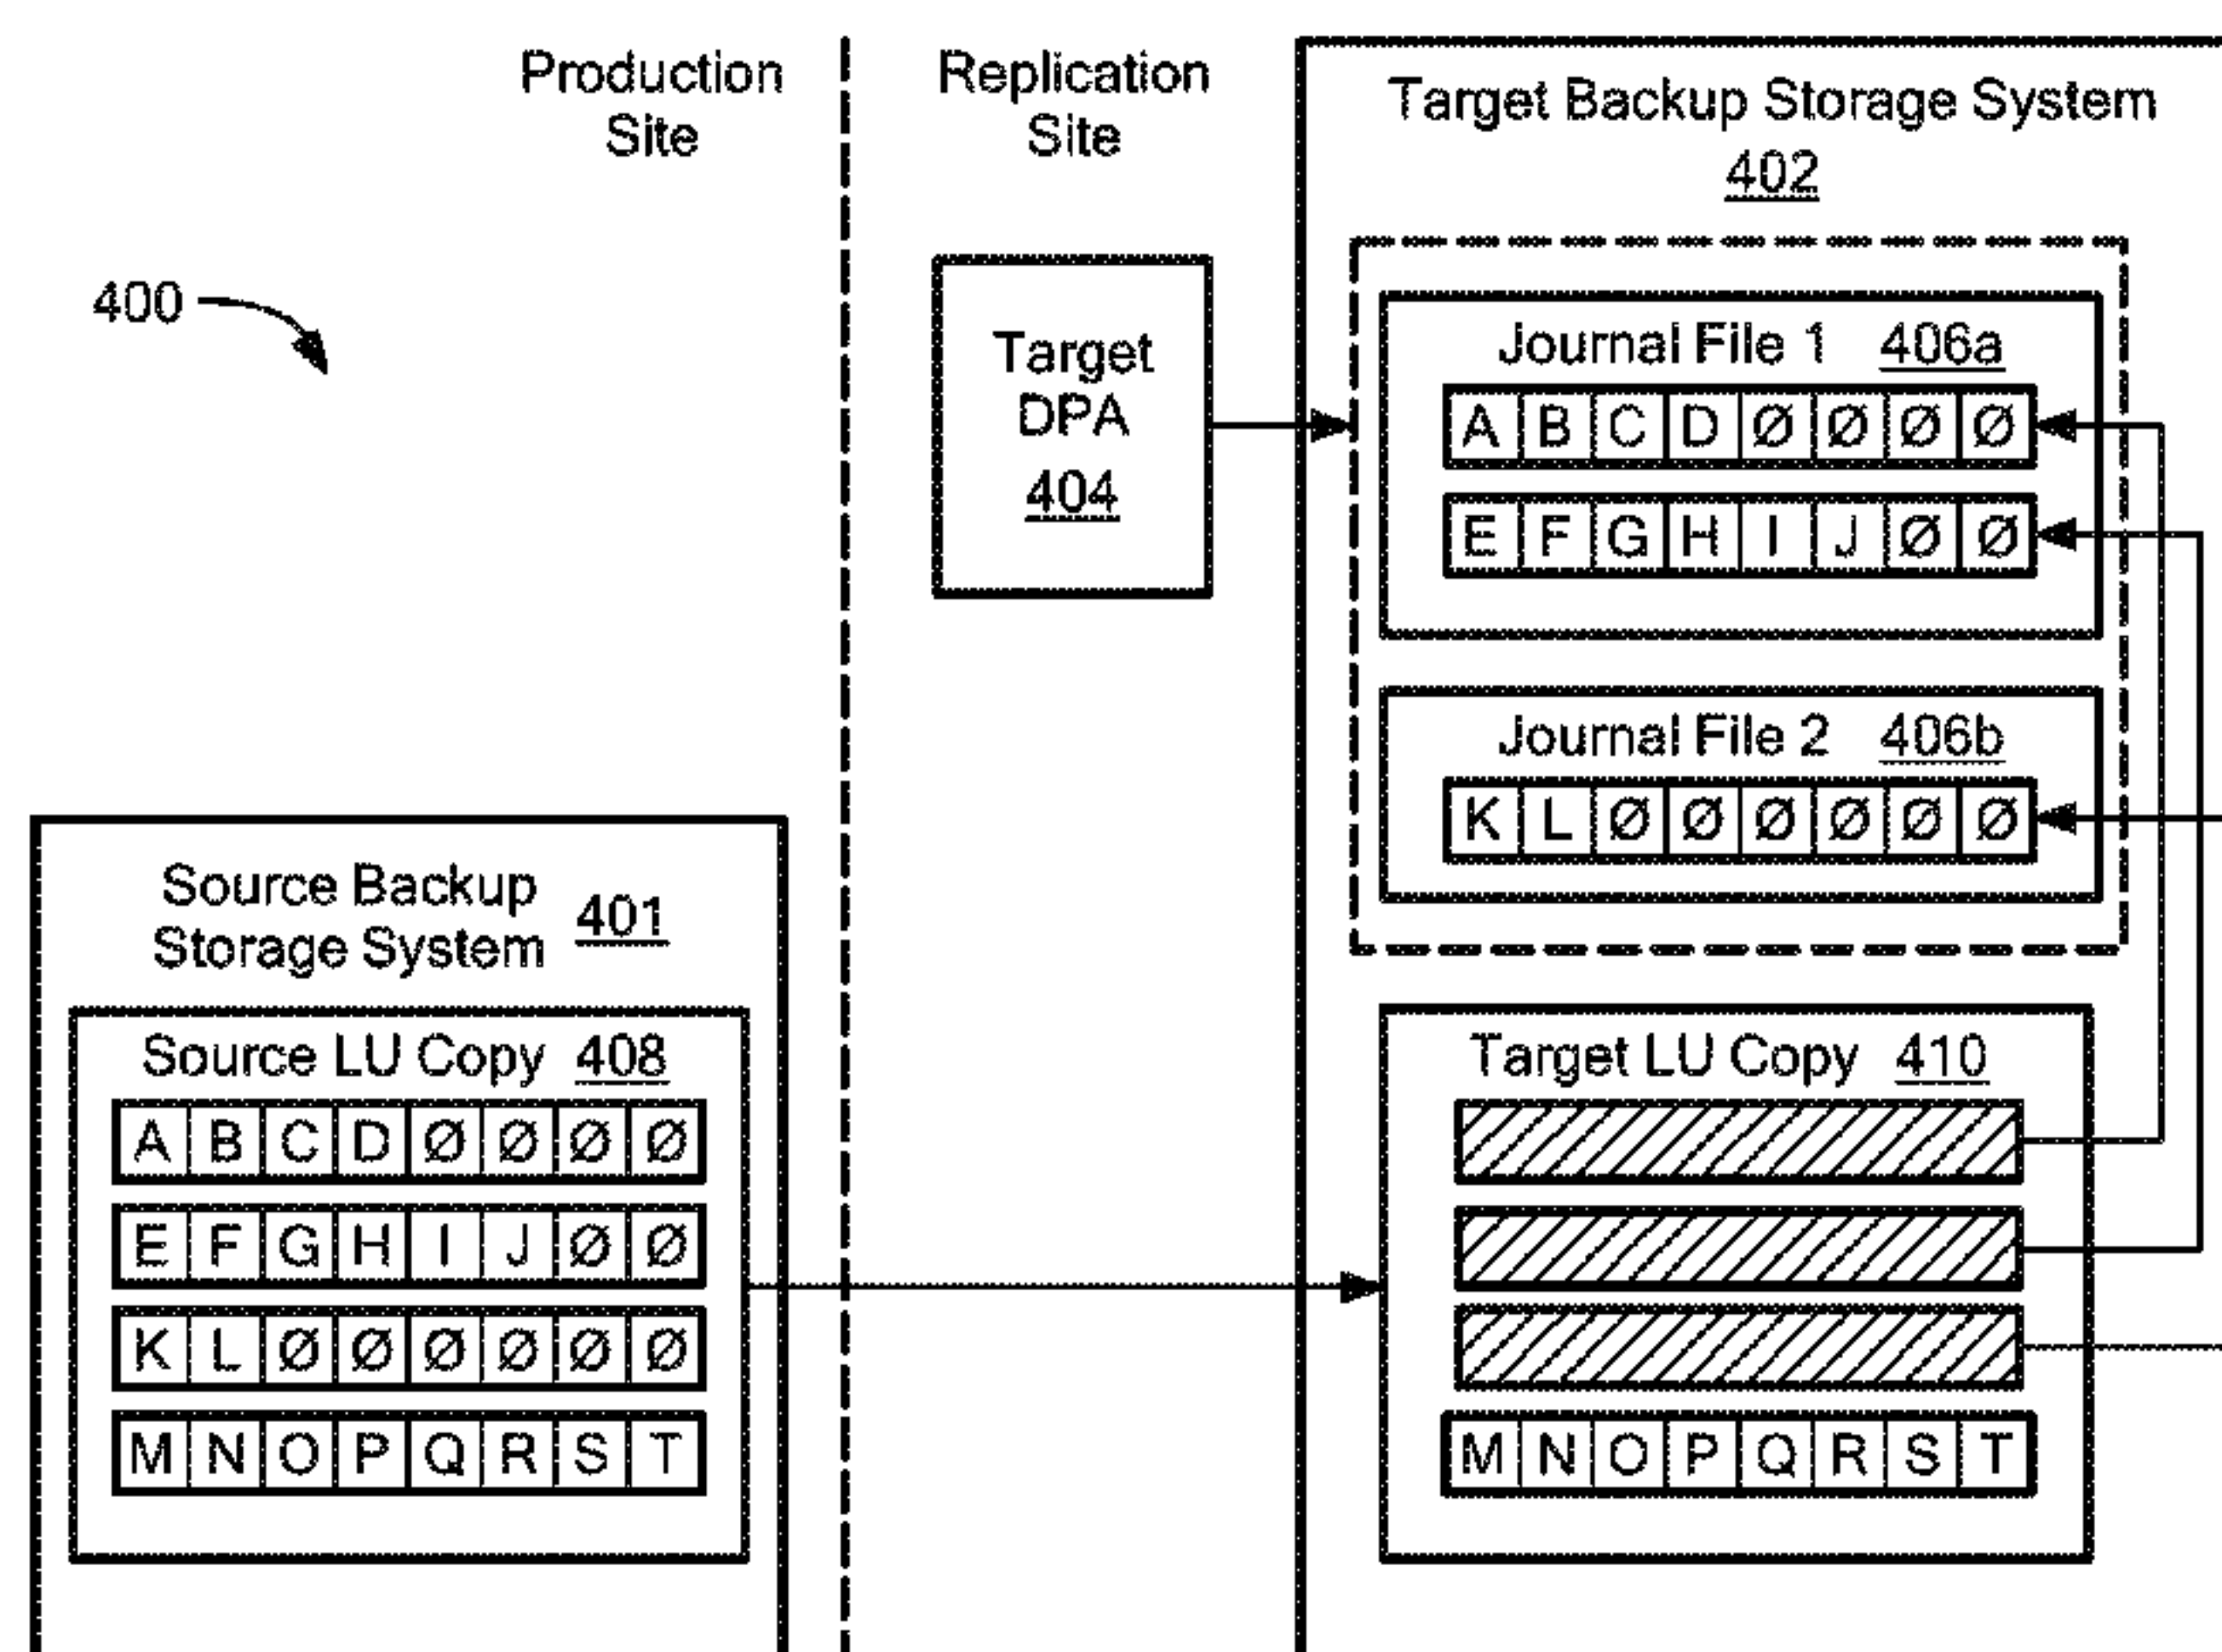 Production
Site
Replication
Site
Target Backup Storage System
402
400
Target
DPA
404
Journal File 1 406a
A B C D Ø Ø Ø Ø
E F G H I J Ø Ø
Journal File 2 406b
K L Ø Ø Ø Ø Ø Ø
Source Backup
Storage System 401
Source LU Copy 408
A B C D Ø Ø Ø Ø
E F G H I J Ø Ø
K L Ø Ø Ø Ø Ø Ø
M N O P Q R S T
Target LU Copy 410
M N O P Q R S T